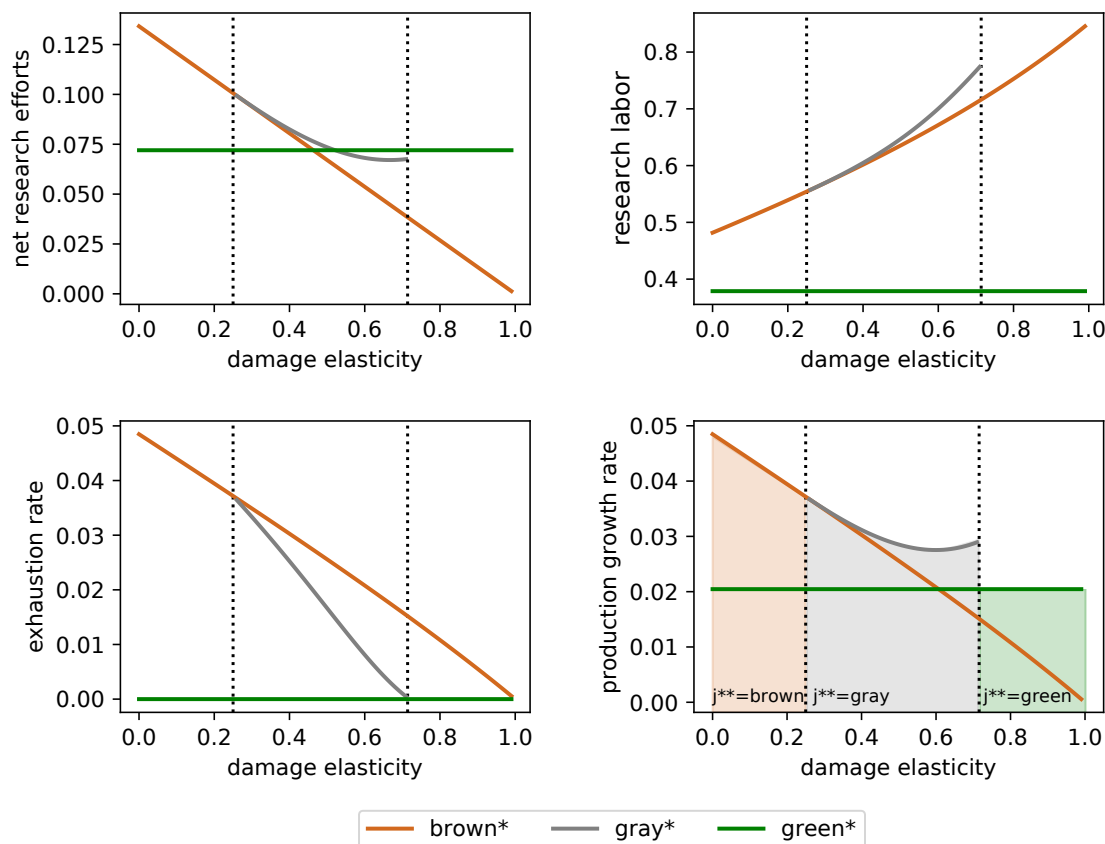 net research efforts
0.125
0.100
0.075
0.050
0.025
0.000
0.0 0.2 0.4 0.6 0.8 1.0
damage elasticity
research labor
0.8
0.7
0.6
0.5
0.4
0.0 0.2 0.4 0.6 0.8 1.0
damage elasticity
exhaustion rate
0.05
0.04
0.03
0.02
0.01
0.00
0.0 0.2 0.4 0.6 0.8 1.0
damage elasticity
production growth rate
0.05
0.04
0.03
0.02
0.01
0.00
j**=brown j**=gray j**=green
0.0 0.2 0.4 0.6 0.8 1.0
damage elasticity
brown* gray* green*